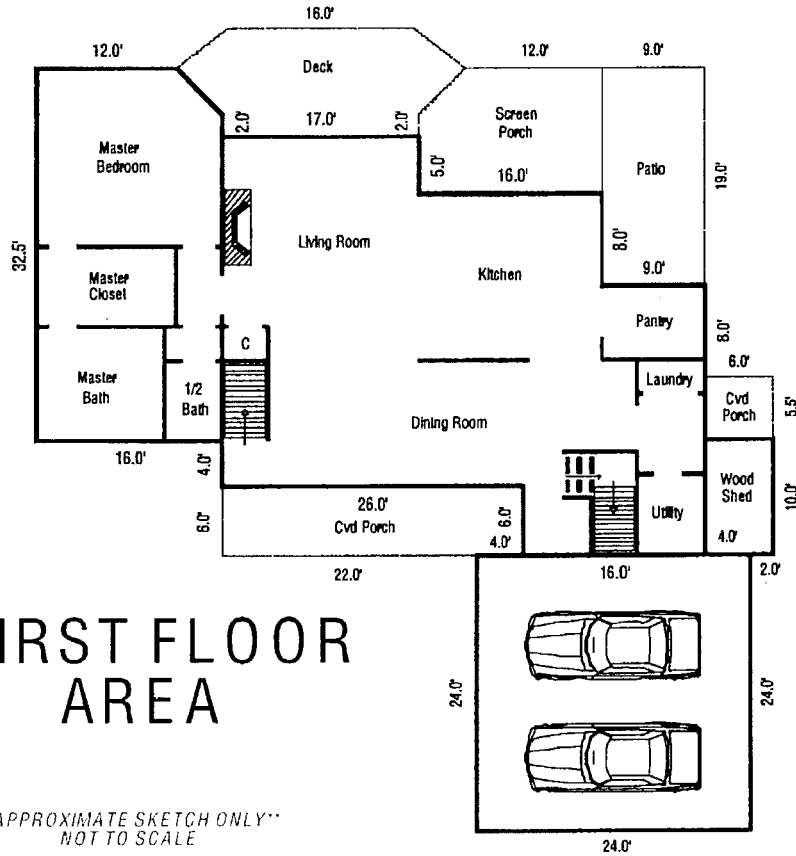 16.0'
12.0'
12.0'
9.0'
Deck
2.0'
17.0'
2.0'
Screen
Porch
Master
Bedroom
5.0'
16.0'
Patio
19.0'
Living Room
8.0'
32.5'
Kitchen
9.0'
Master
Closet
Pantry
8.0'
C
6.0'
Laundry
Master
Bath
1/2
Bath
Cvd
Porch
5.5'
Dining Room
16.0'
4.0'
Wood
Shed
10.0'
26.0'
6.0'
Cvd Porch
6.0'
4.0'
Utility
4.0'
22.0'
16.0'
2.0'
IRST FLOOR
AREA
24.0'
24.0'
APPROXIMATE SKETCH ONLY**
NOT TO SCALE
24.0'